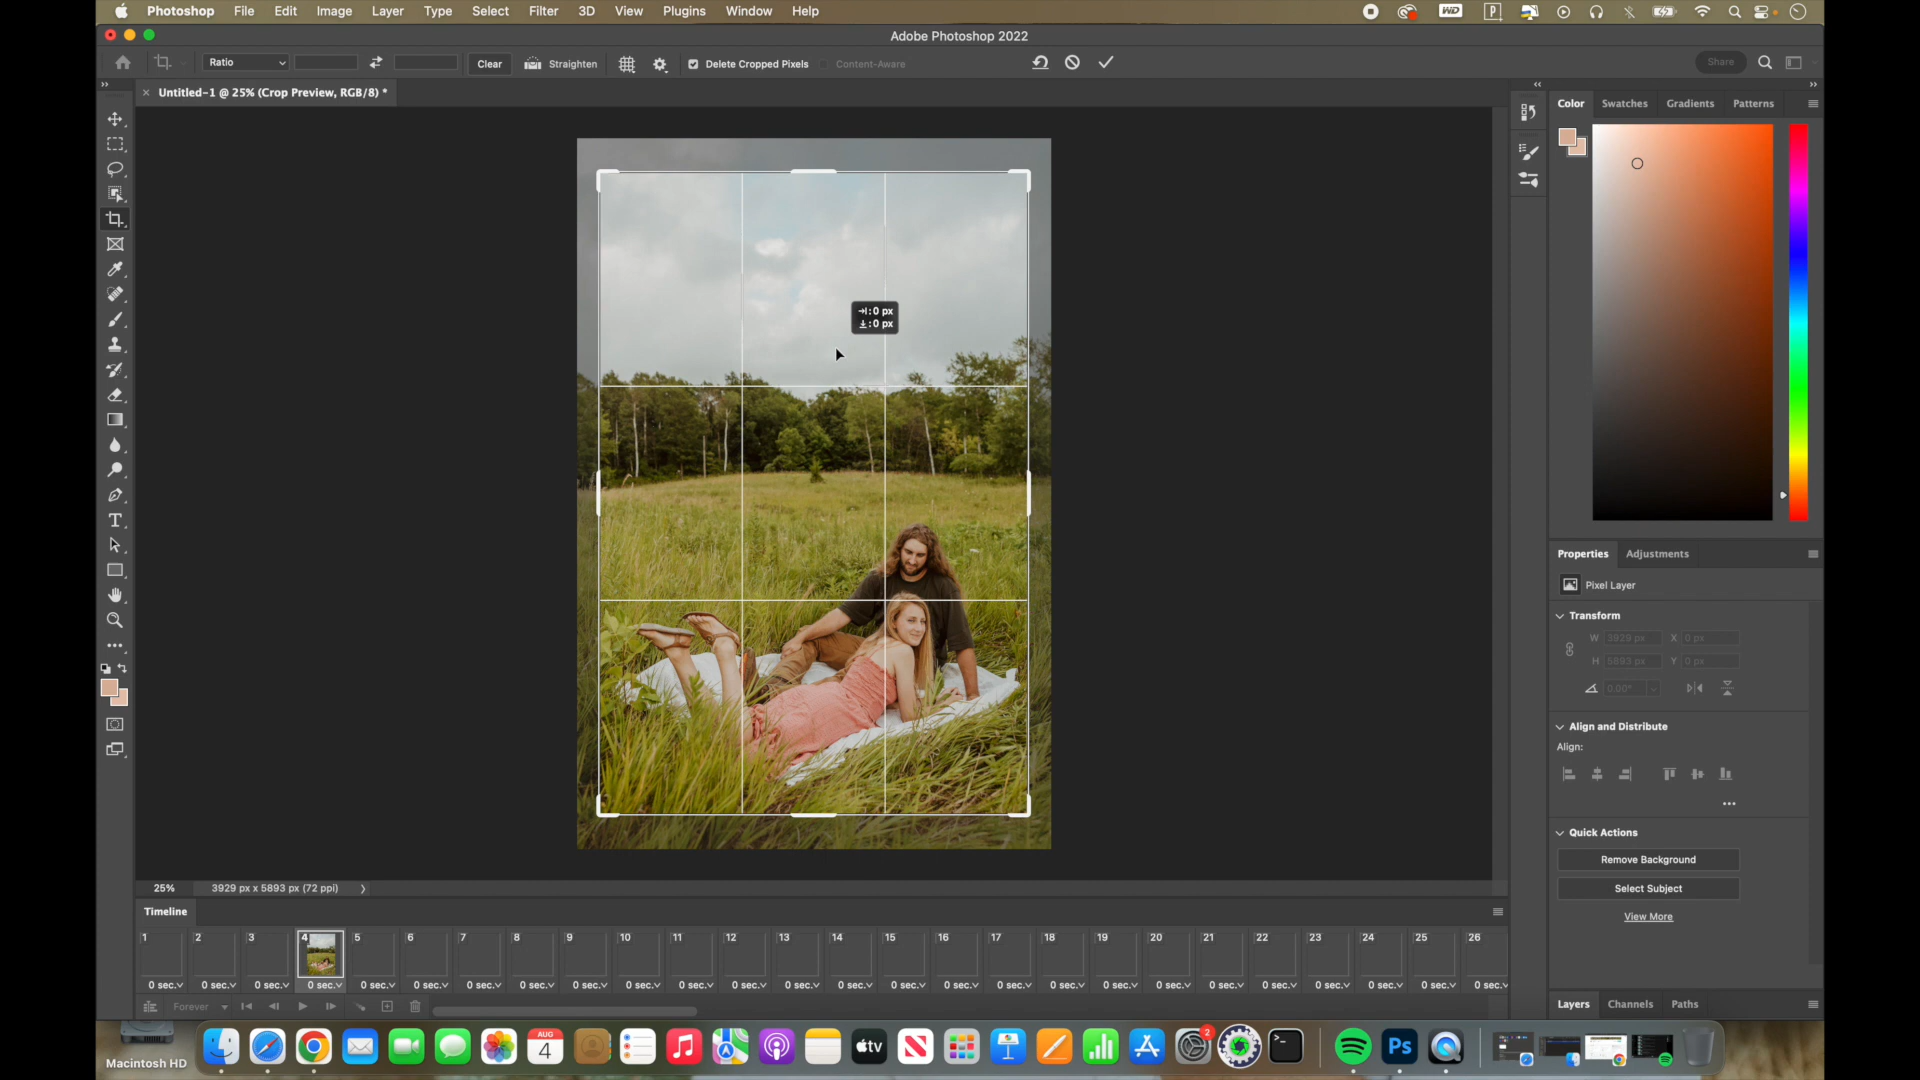 Photoshop File Edit Image Layer Type Select Filter 3D View Plugins Window Help
Adobe Photoshop 2022
Ratio Clear Straighten Delete Cropped Pixels Content-Aware Share
Untitled-1 @ 25% (Crop Preview, RGB/8) *
Color Swatches Gradients Patterns
:0 px
:0 px
Properties Adjustments
Pixel Layer
Transform
W 3929 px X 0 px
H 5893 px Y 0 px
0.00°
Align and Distribute
Align:
Quick Actions
Remove Background
Select Subject
View More
25% 3929 px x 5893 px (72 ppi)
Timeline
1 2 3 4 5 6 7 8 9 10 11 12 13 14 15 16 17 18 19 20 21 22 23 24 25 26
0 sec. 0 sec. 0 sec. 0 sec. 0 sec. 0 sec. 0 sec. 0 sec. 0 sec. 0 sec. 0 sec. 0 sec. 0 sec. 0 sec. 0 sec. 0 sec. 0 sec. 0 sec. 0 sec. 0 sec. 0 sec. 0 sec. 0 sec. 0 sec. 0 sec. 0 sec.
Forever
Layers Channels Paths
AUG
4
tv
2
Ps
Macintosh HD